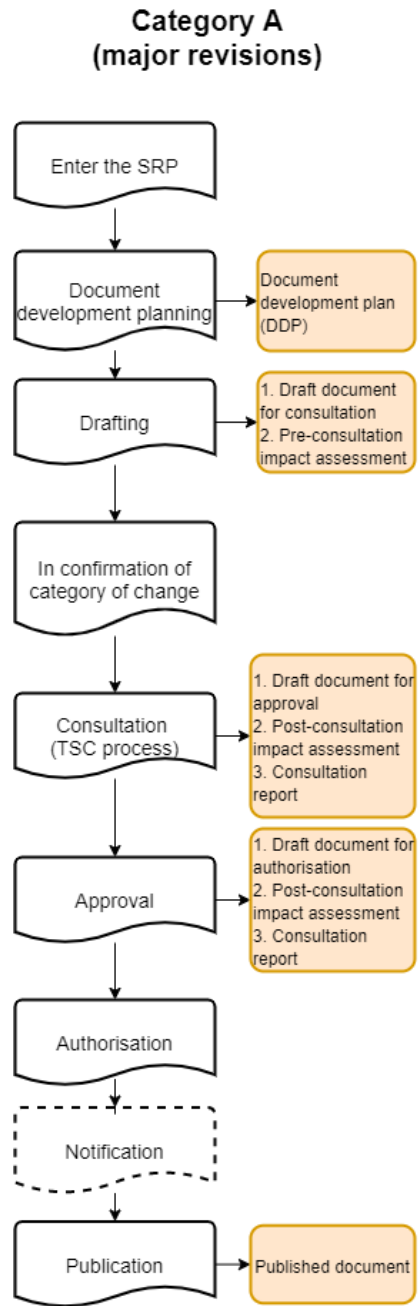 Category A
(major revisions)
Enter the SRP
Document
development planning
Document
development plan
(DDP)
Drafting
1. Draft document
for consultation
2. Pre-consultation
impact assessment
In confirmation of
category of change
Consultation
(TSC process)
1. Draft document for
approval
2. Post-consultation
impact assessment
3. Consultation
report
Approval
1. Draft document for
authorisation
2. Post-consultation
impact assessment
3. Consultation
report
Authorisation
Notification
Publication
Published document